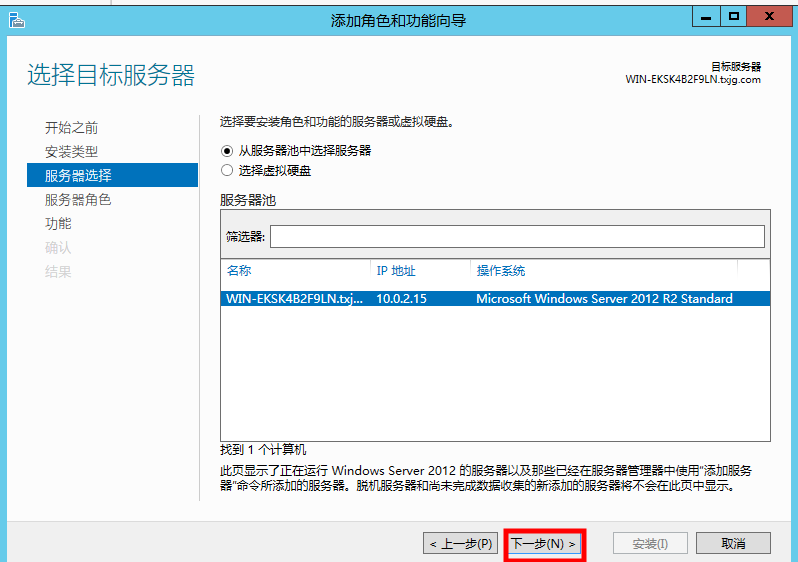 添加角色和功能向导
选择目标服务器
目标服务器
WIN-EKSK4B2F9LN.txjg.com
开始之前
安装类型
服务器选择
服务器角色
功能
确认
结果
选择要安装角色和功能的服务器或虚拟硬盘。
从服务器池中选择服务器
选择虚拟硬盘
服务器池
筛选器:
名称 IP 地址 操作系统
WIN-EKSK4B2F9LN.txj... 10.0.2.15 Microsoft Windows Server 2012 R2 Standard
找到 1 个计算机
此页显示了正在运行 Windows Server 2012 的服务器以及那些已经在服务器管理器中使用"添加服务
器"命令所添加的服务器。脱机服务器和尚未完成数据收集的新添加的服务器将不会在此页中显示。
< 上一步(P) 下一步(N) > 安装(I) 取消